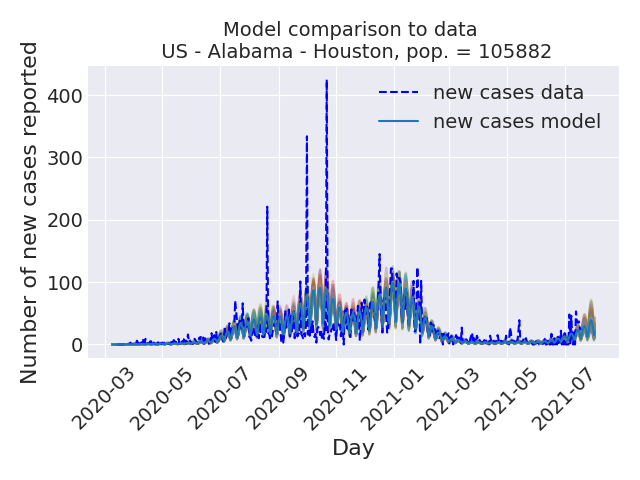 Model comparison to data
US - Alabama - Houston, pop. = 105882
new cases data
new cases model
Number of new cases reported
400
300
200
100
0
2020-03
2020-05
2020-07
2020-09
2020-11
2021-01
2021-03
2021-05
2021-07
Day